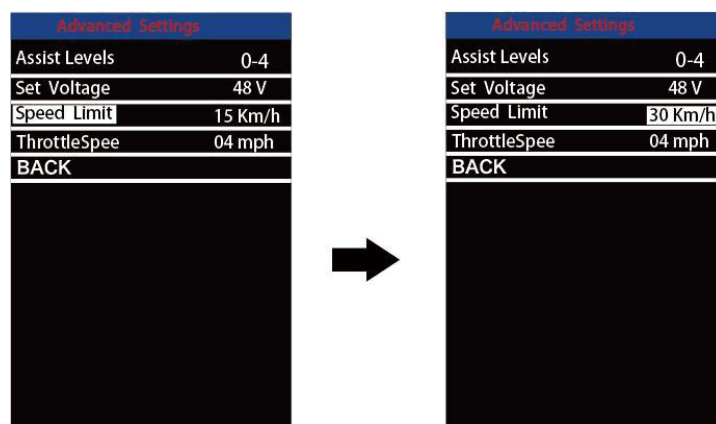 Advanced Settings
Assist Levels 0-4
Set Voltage 48 V
Speed Limit 15 Km/h
ThrottleSpee 04 mph
BACK
Advanced Settings
Assist Levels 0-4
Set Voltage 48 V
Speed Limit 30 Km/h
ThrottleSpee 04 mph
BACK